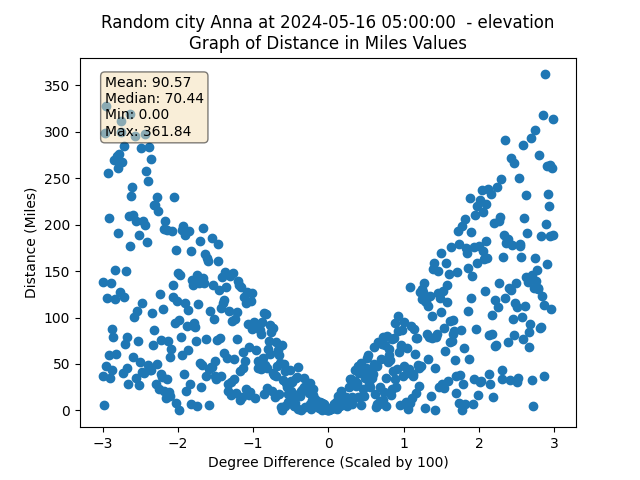 Random city Anna at 2024-05-16 05:00:00  - elevation
Graph of Distance in Miles Values
Mean: 90.57
Median: 70.44
Min: 0.00
Max: 361.84
350
300
250
200
150
100
50
0
Distance (Miles)
−3 −2 −1 0 1 2 3
Degree Difference (Scaled by 100)